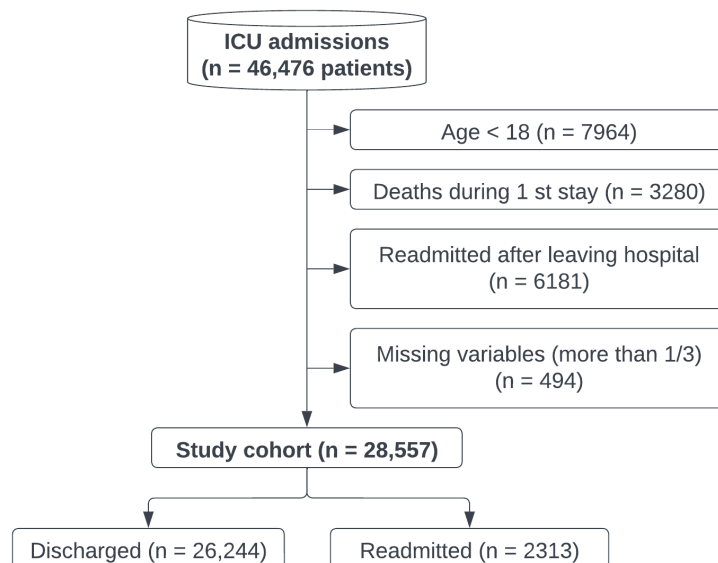 ICU admissions
(n = 46,476 patients)
Age < 18 (n = 7964)
Deaths during 1 st stay (n = 3280)
Readmitted after leaving hospital
(n = 6181)
Missing variables (more than 1/3)
(n = 494)
Study cohort (n = 28,557)
Discharged (n = 26,244)
Readmitted (n = 2313)